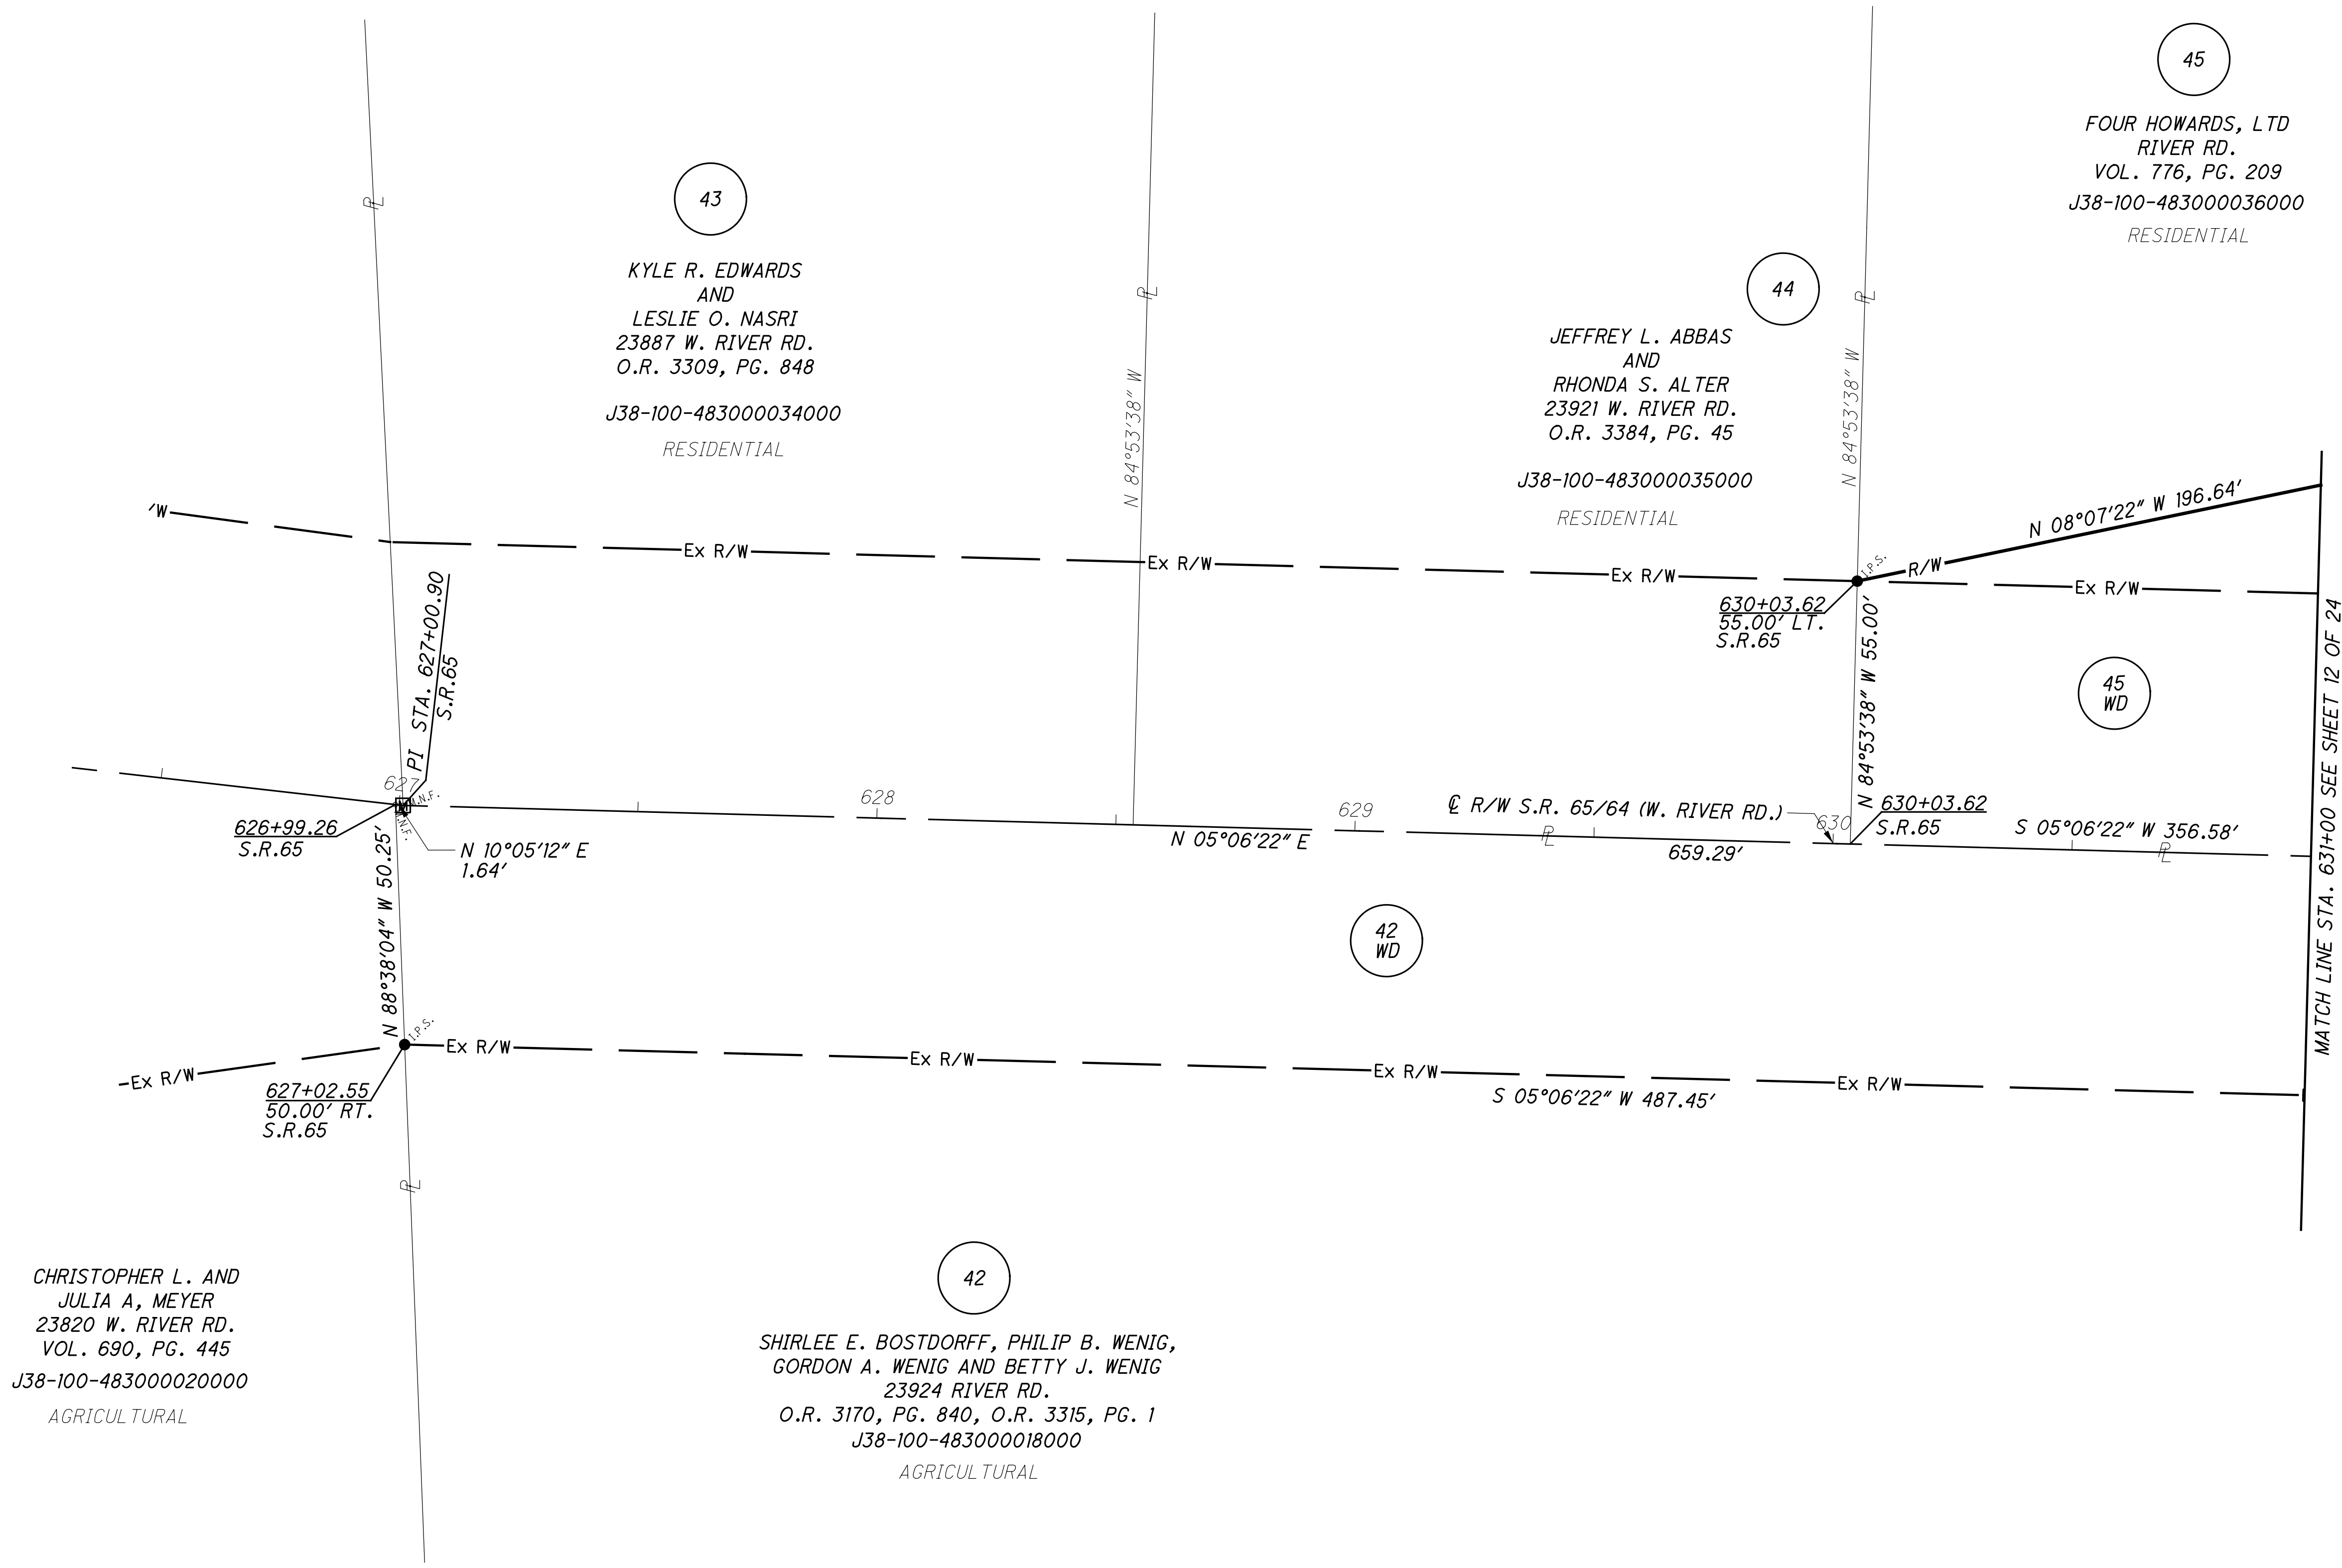 45
FOUR HOWARDS, LTD
RIVER RD.
VOL. 776, PG. 209
J38-100-483000036000
RESIDENTIAL
43
KYLE R. EDWARDS
AND
LESLIE O. NASRI
23887 W. RIVER RD.
O.R. 3309, PG. 848
J38-100-483000034000
RESIDENTIAL
44
JEFFREY L. ABBAS
AND
RHONDA S. ALTER
23921 W. RIVER RD.
O.R. 3384, PG. 45
J38-100-483000035000
RESIDENTIAL
PL
PL
PL
N 84°53'38" W
N 84°53'38" W
N 08°07'22" W 196.64'
'W
Ex R/W
Ex R/W
Ex R/W
I.P.S.
R/W
Ex R/W
630+03.62
55.00' LT.
S.R.65
N 84°53'38" W 55.00'
45
WD
MATCH LINE STA. 631+00 SEE SHEET 12 OF 24
PI STA. 627+00.90
S.R.65
627
M.N.F.
M.N.F.
628
629
630
℄ R/W S.R. 65/64 (W. RIVER RD.)
630+03.62
S.R.65
S 05°06'22" W 356.58'
626+99.26
S.R.65
N 10°05'12" E
1.64'
N 05°06'22" E
659.29'
PL
PL
N 88°38'04" W 50.25'
42
WD
I.P.S.
Ex R/W
Ex R/W
Ex R/W
Ex R/W
Ex R/W
627+02.55
50.00' RT.
S.R.65
S 05°06'22" W 487.45'
PL
CHRISTOPHER L. AND
JULIA A, MEYER
23820 W. RIVER RD.
VOL. 690, PG. 445
J38-100-483000020000
AGRICULTURAL
42
SHIRLEE E. BOSTDORFF, PHILIP B. WENIG,
GORDON A. WENIG AND BETTY J. WENIG
23924 RIVER RD.
O.R. 3170, PG. 840, O.R. 3315, PG. 1
J38-100-483000018000
AGRICULTURAL